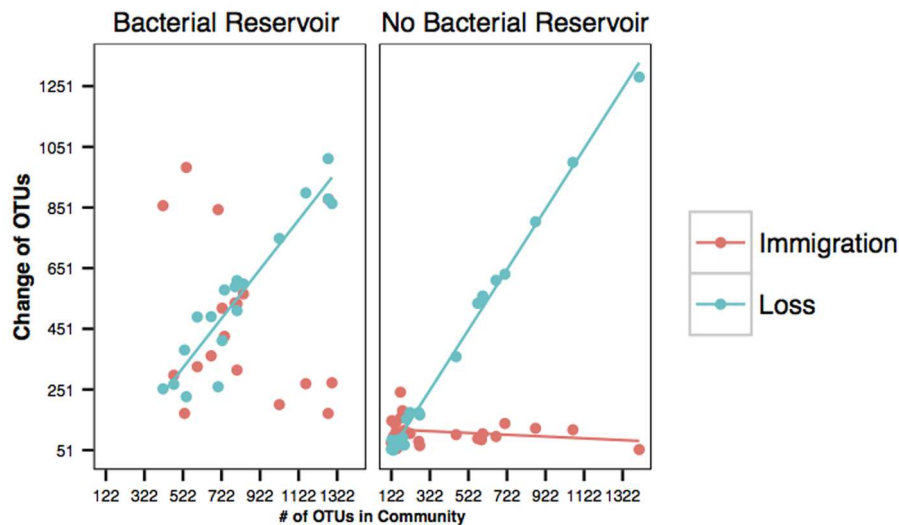 Bacterial Reservoir No Bacterial Reservoir
1251
1051
851
651
451
251
51
Change of OTUs
122 322 522 722 922 1122 1322 122 322 522 722 922 1122 1322
# of OTUs in Community
Immigration
Loss